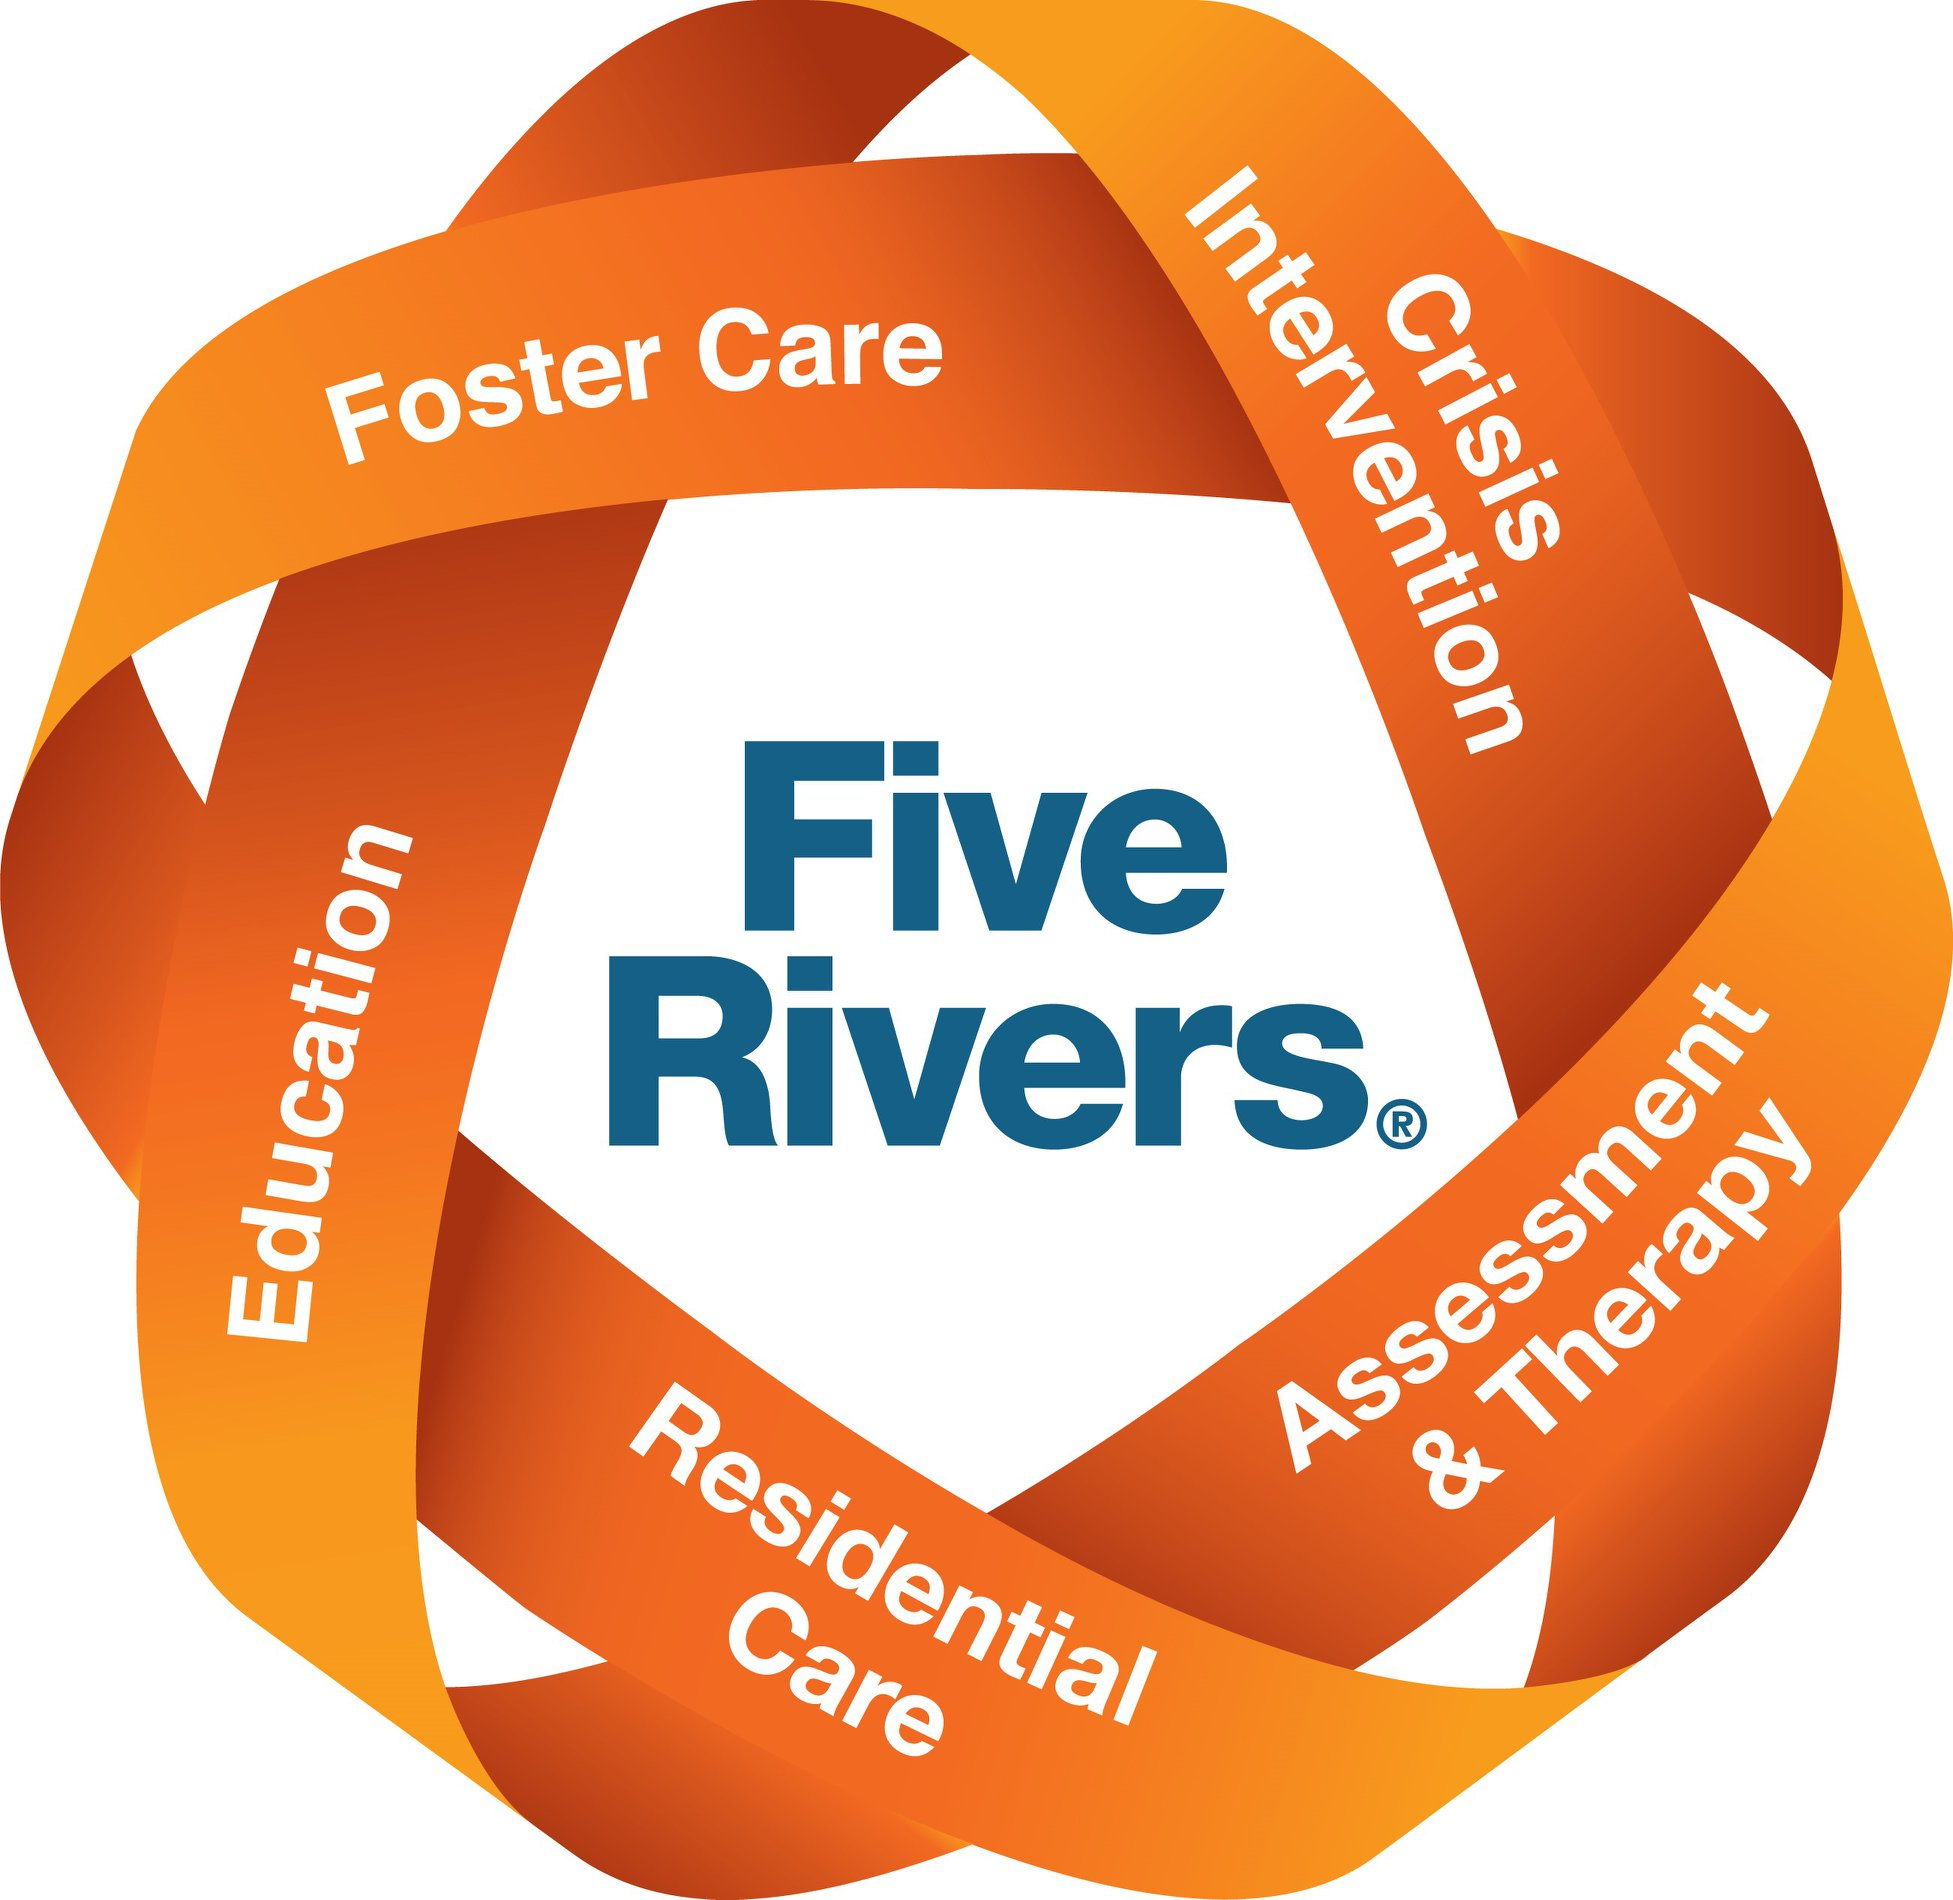 Foster Care
Crisis
Intervention
Five
Rivers®
Assessment
& Therapy
Residential
Care
Education